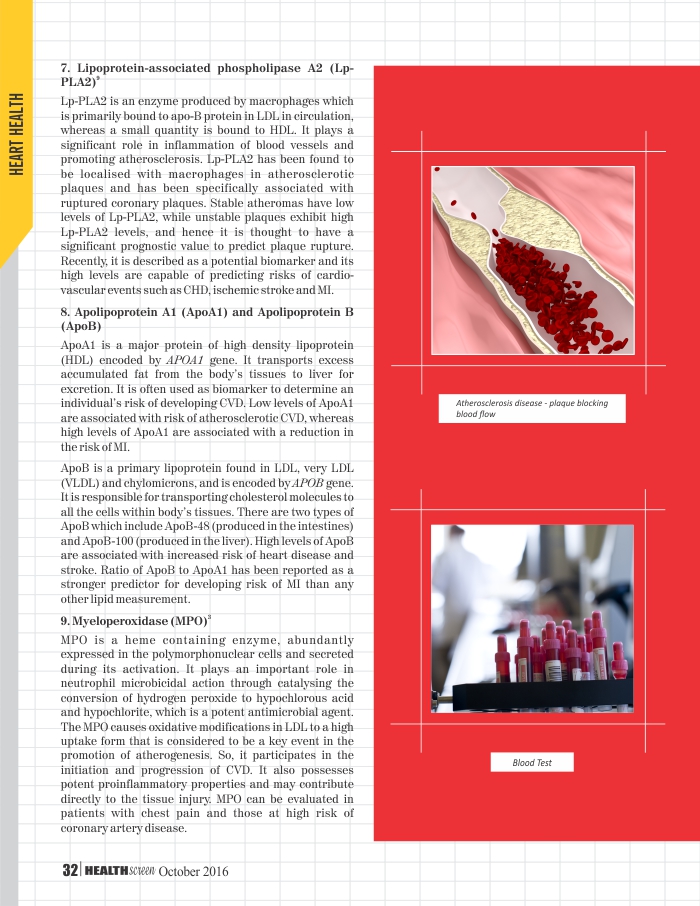 HEART HEALTH
7. Lipoprotein-associated phospholipase A2 (Lp-
PLA2)³
Lp-PLA2 is an enzyme produced by macrophages which
is primarily bound to apo-B protein in LDL in circulation,
whereas a small quantity is bound to HDL. It plays a
significant role in inflammation of blood vessels and
promoting atherosclerosis. Lp-PLA2 has been found to
be localised with macrophages in atherosclerotic
plaques and has been specifically associated with
ruptured coronary plaques. Stable atheromas have low
levels of Lp-PLA2, while unstable plaques exhibit high
Lp-PLA2 levels, and hence it is thought to have a
significant prognostic value to predict plaque rupture.
Recently, it is described as a potential biomarker and its
high levels are capable of predicting risks of cardio-
vascular events such as CHD, ischemic stroke and MI.
8. Apolipoprotein A1 (ApoA1) and Apolipoprotein B
(ApoB)
ApoA1 is a major protein of high density lipoprotein
(HDL) encoded by APOA1 gene. It transports excess
accumulated fat from the body's tissues to liver for
excretion. It is often used as biomarker to determine an
individual's risk of developing CVD. Low levels of ApoA1
are associated with risk of atherosclerotic CVD, whereas
high levels of ApoA1 are associated with a reduction in
the risk of MI.
ApoB is a primary lipoprotein found in LDL, very LDL
(VLDL) and chylomicrons, and is encoded by APOB gene.
It is responsible for transporting cholesterol molecules to
all the cells within body's tissues. There are two types of
ApoB which include ApoB-48 (produced in the intestines)
and ApoB-100 (produced in the liver). High levels of ApoB
are associated with increased risk of heart disease and
stroke. Ratio of ApoB to ApoA1 has been reported as a
stronger predictor for developing risk of MI than any
other lipid measurement.
9. Myeloperoxidase (MPO)³
MPO is a heme containing enzyme, abundantly
expressed in the polymorphonuclear cells and secreted
during its activation. It plays an important role in
neutrophil microbicidal action through catalysing the
conversion of hydrogen peroxide to hypochlorous acid
and hypochlorite, which is a potent antimicrobial agent.
The MPO causes oxidative modifications in LDL to a high
uptake form that is considered to be a key event in the
promotion of atherogenesis. So, it participates in the
initiation and progression of CVD. It also possesses
potent proinflammatory properties and may contribute
directly to the tissue injury. MPO can be evaluated in
patients with chest pain and those at high risk of
coronary artery disease.
Atherosclerosis disease - plaque blocking
blood flow
Blood Test
32 HEALTHscreen October 2016